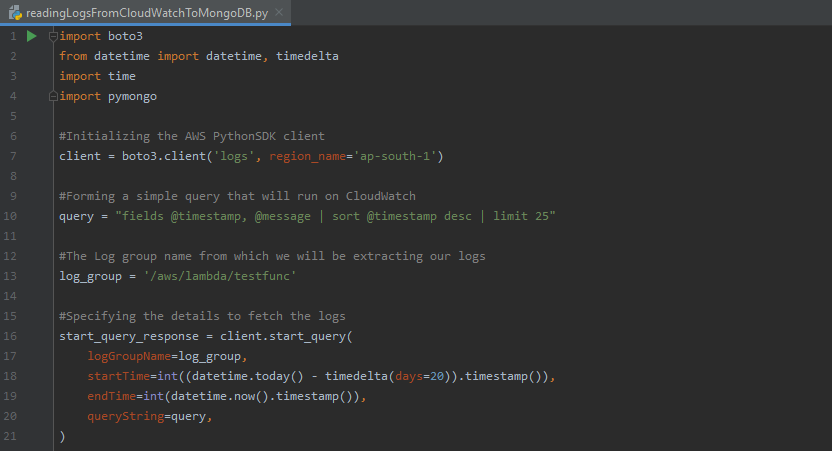 readingLogsFromCloudWatchToMongoDB.py
1 import boto3
2 from datetime import datetime, timedelta
3 import time
4 import pymongo
5
6 #Initializing the AWS PythonSDK client
7 client = boto3.client('logs', region_name='ap-south-1')
8
9 #Forming a simple query that will run on CloudWatch
10 query = "fields @timestamp, @message | sort @timestamp desc | limit 25"
11
12 #The Log group name from which we will be extracting our logs
13 log_group = '/aws/lambda/testfunc'
14
15 #Specifying the details to fetch the logs
16 start_query_response = client.start_query(
17     logGroupName=log_group,
18     startTime=int((datetime.today() - timedelta(days=20)).timestamp()),
19     endTime=int(datetime.now().timestamp()),
20     queryString=query,
21 )